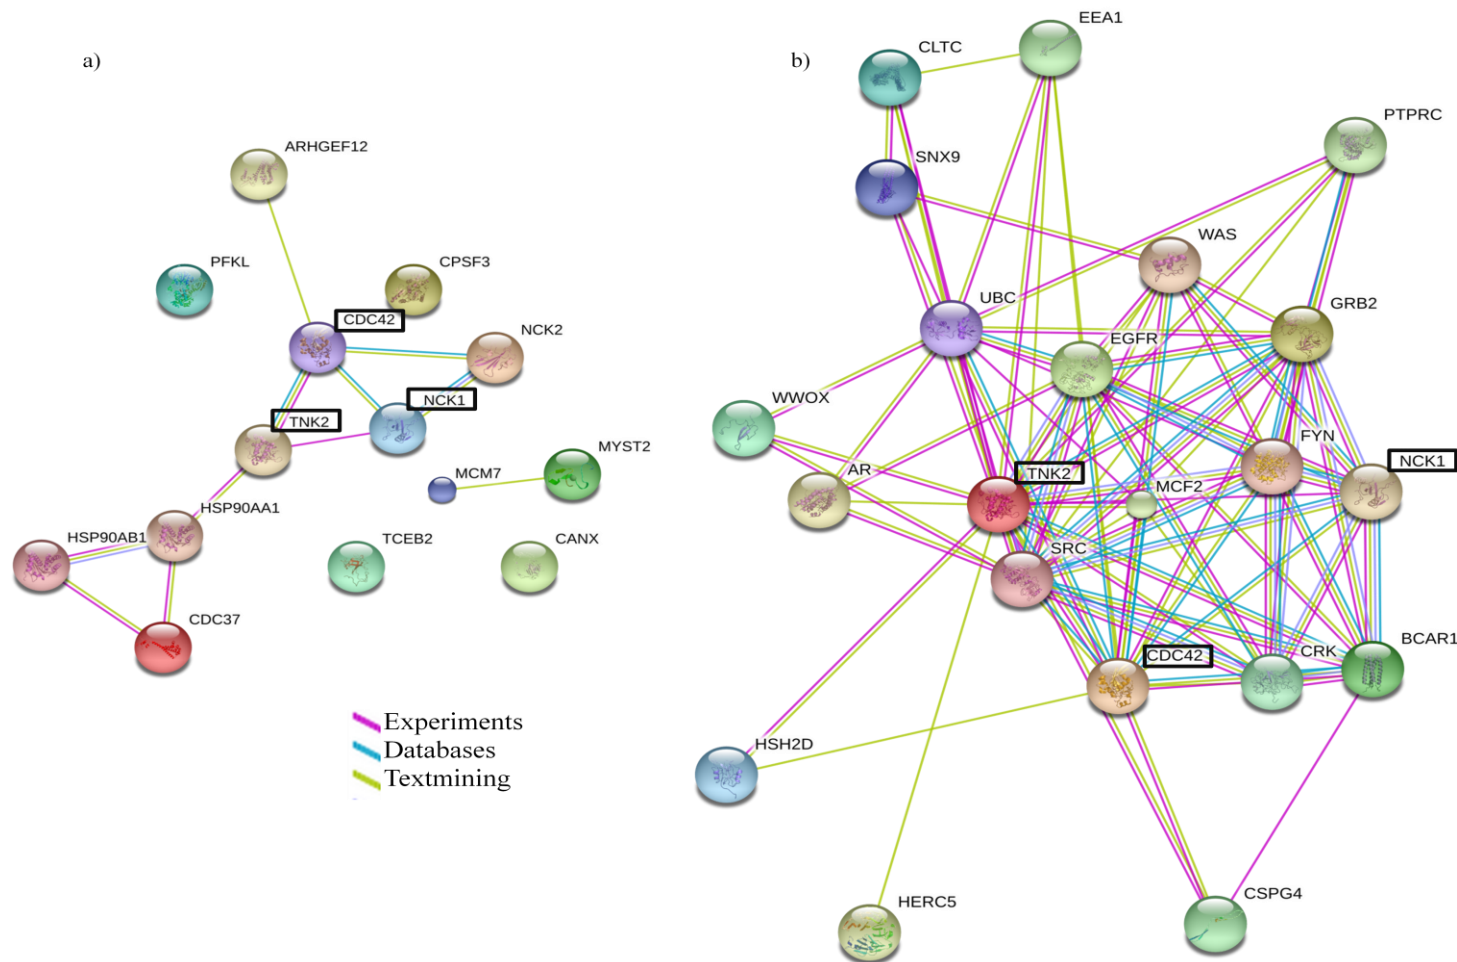 a)
ARHGEF12
PFKL
CPSF3
CDC42
NCK2
NCK1
TNK2
MYST2
MCM7
HSP90AA1
HSP90AB1
TCEB2
CANX
CDC37
Experiments
Databases
Textmining
b)
EEA1
CLTC
PTPRC
SNX9
WAS
UBC
GRB2
EGFR
WWOX
FYN
NCK1
AR
TNK2
MCF2
SRC
BCAR1
CDC42
CRK
HSH2D
CSPG4
HERC5